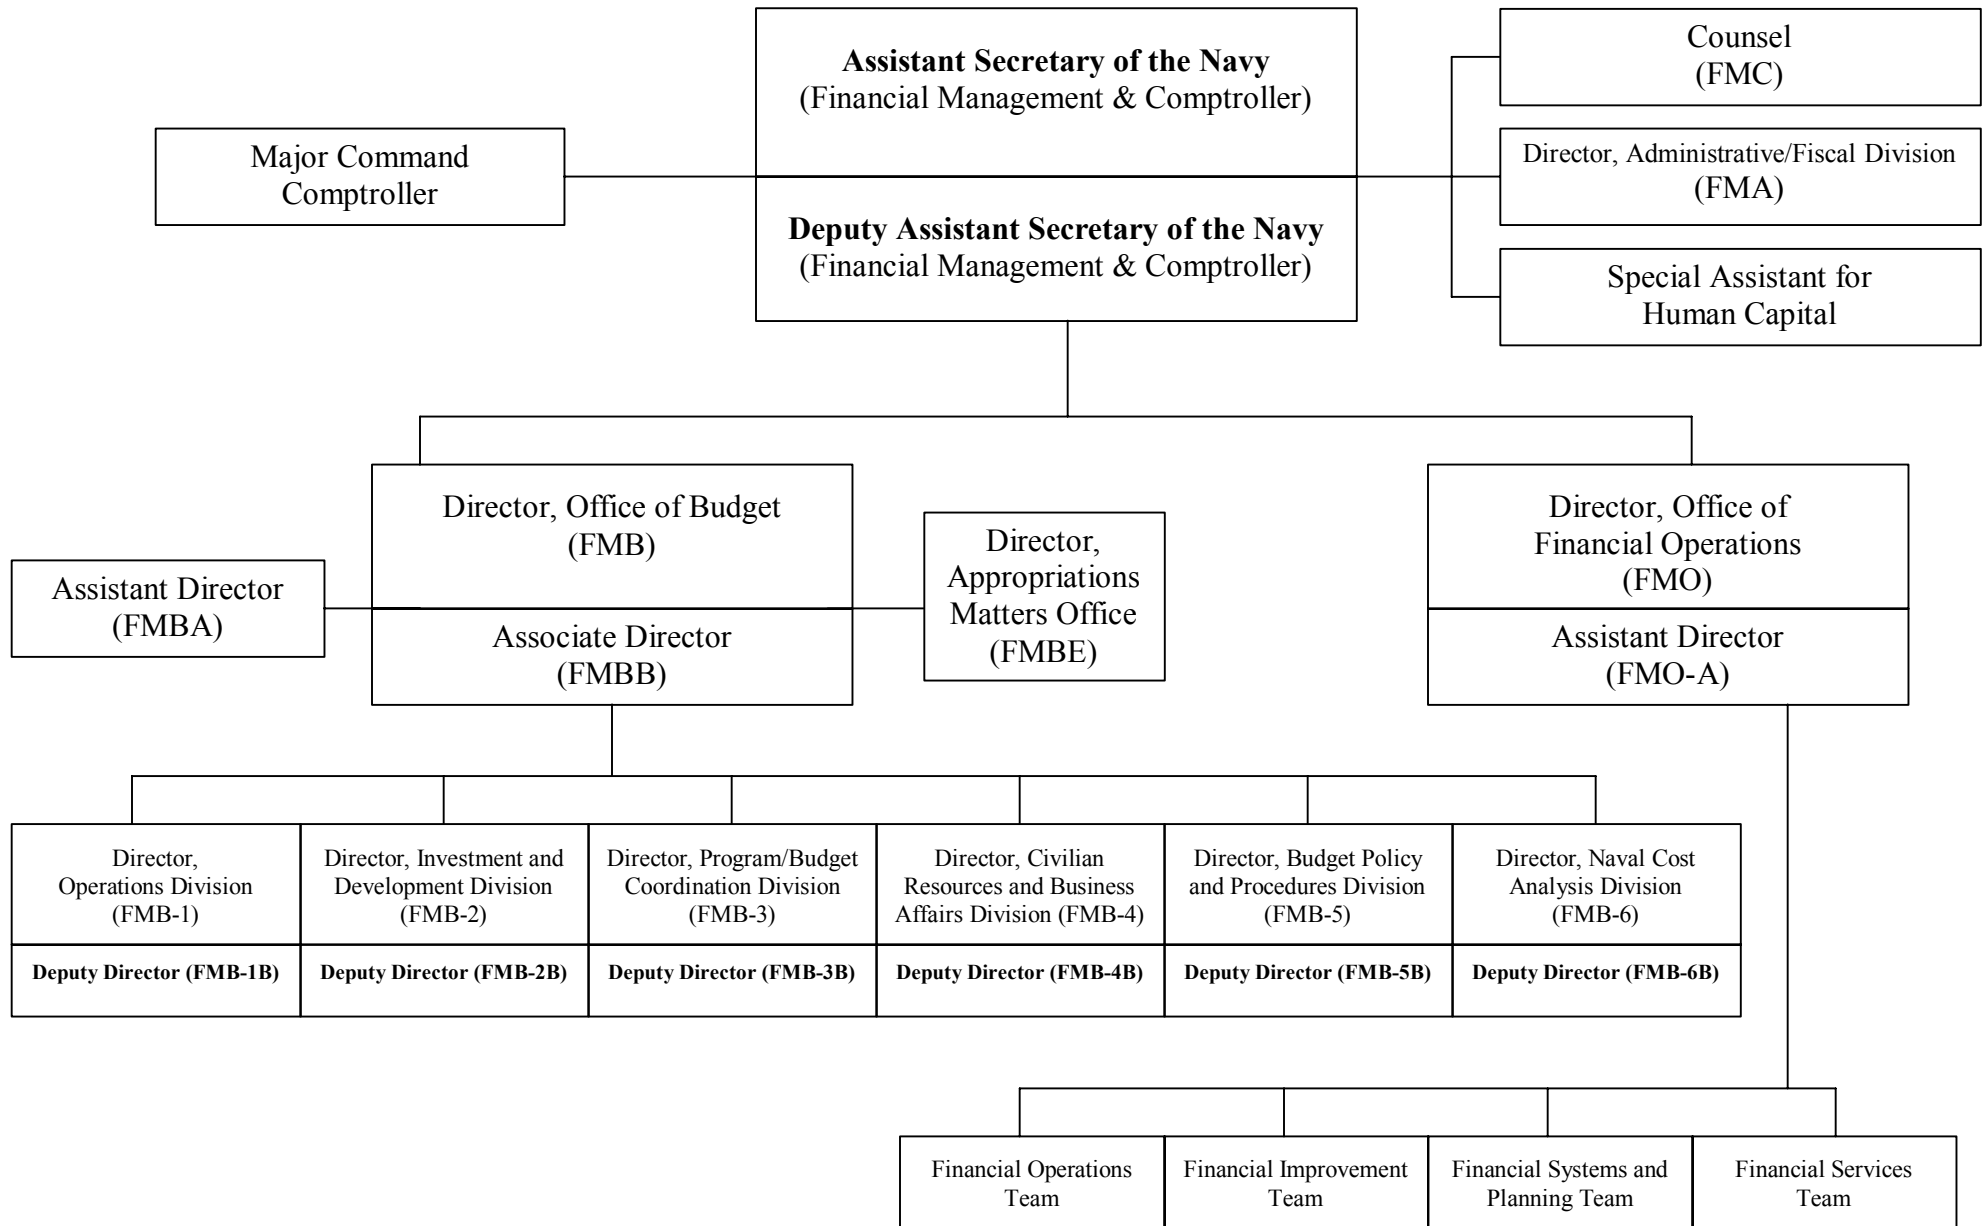 Assistant Secretary of the Navy
(Financial Management & Comptroller)
Deputy Assistant Secretary of the Navy
(Financial Management & Comptroller)
Major Command
Comptroller
Counsel
(FMC)
Director, Administrative/Fiscal Division
(FMA)
Special Assistant for
Human Capital
Director, Office of Budget
(FMB)
Associate Director
(FMBB)
Assistant Director
(FMBA)
Director,
Appropriations
Matters Office
(FMBE)
Director, Office of
Financial Operations
(FMO)
Assistant Director
(FMO-A)
Director,
Operations Division
(FMB-1)
Deputy Director (FMB-1B)
Director, Investment and
Development Division
(FMB-2)
Deputy Director (FMB-2B)
Director, Program/Budget
Coordination Division
(FMB-3)
Deputy Director (FMB-3B)
Director, Civilian
Resources and Business
Affairs Division (FMB-4)
Deputy Director (FMB-4B)
Director, Budget Policy
and Procedures Division
(FMB-5)
Deputy Director (FMB-5B)
Director, Naval Cost
Analysis Division
(FMB-6)
Deputy Director (FMB-6B)
Financial Operations
Team
Financial Improvement
Team
Financial Systems and
Planning Team
Financial Services
Team